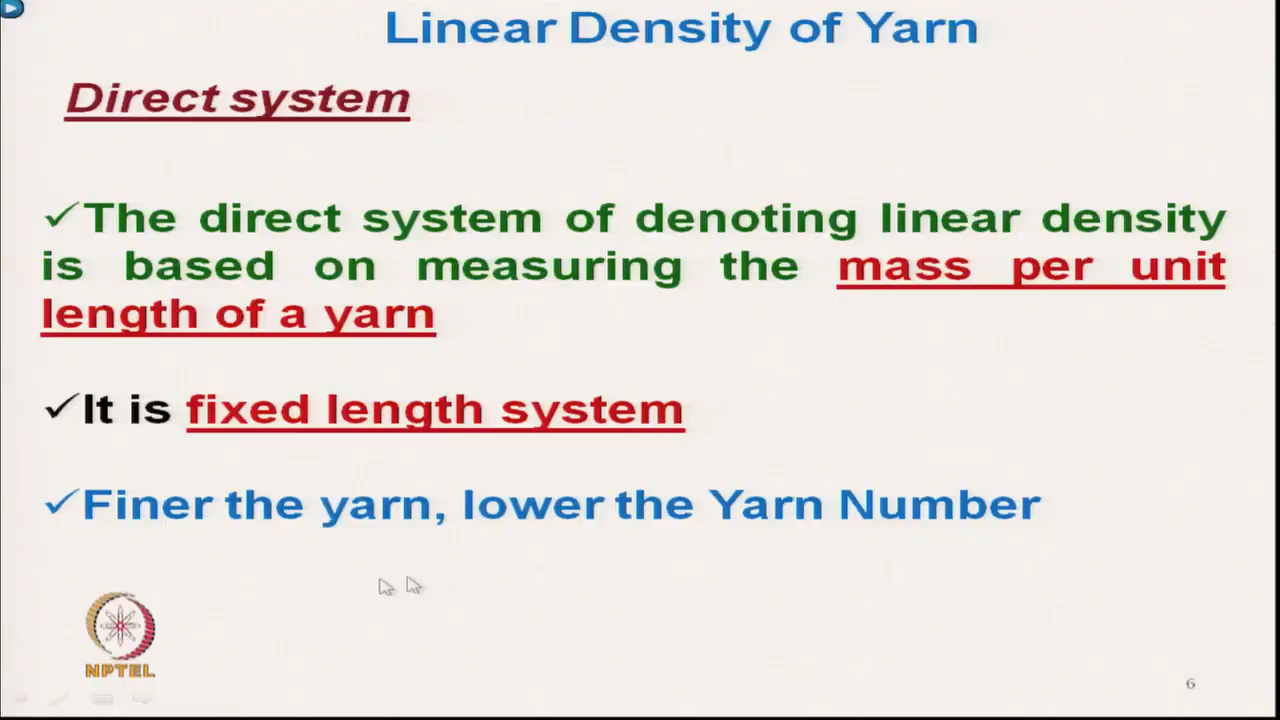 Linear Density of Yarn
Direct system
✓The direct system of denoting linear density
is based on measuring the mass per unit
length of a yarn
✓It is fixed length system
✓Finer the yarn, lower the Yarn Number
NPTEL
6